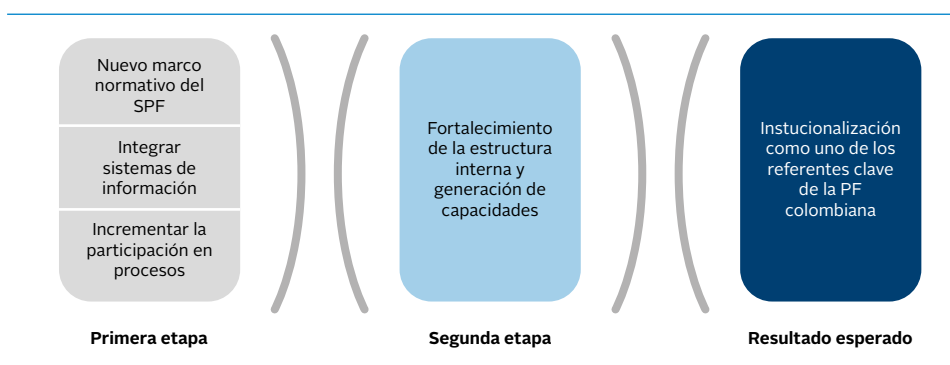 Nuevo marco
normativo del
SPF
Integrar
sistemas de
información
Incrementar la
participación en
procesos
Primera etapa
Fortalecimiento
de la estructura
interna y
generación de
capacidades
Segunda etapa
Instucionalización
como uno de los
referentes clave
de la PF
colombiana
Resultado esperado